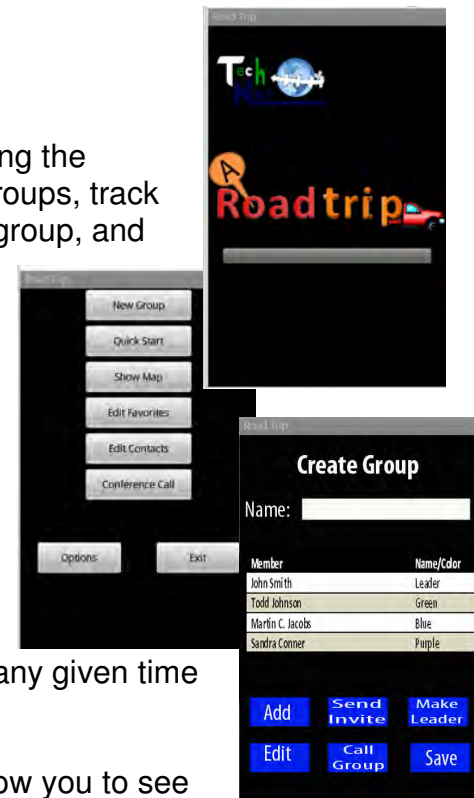 Road Trip
Tech
Net
ng the
roups, track
group, and
A
Road trip
New Group
Quick Start
Show Map
Edit Favorites
Edit Contacts
Conference Call
Options Exit
Road Trip
Create Group
Name:
Member Name/Color
John Smith Leader
Todd Johnson Green
Martin C. Jacobs Blue
Sandra Conner Purple
Add Send Invite Make Leader
Edit Call Group Save
any given time
ow you to see